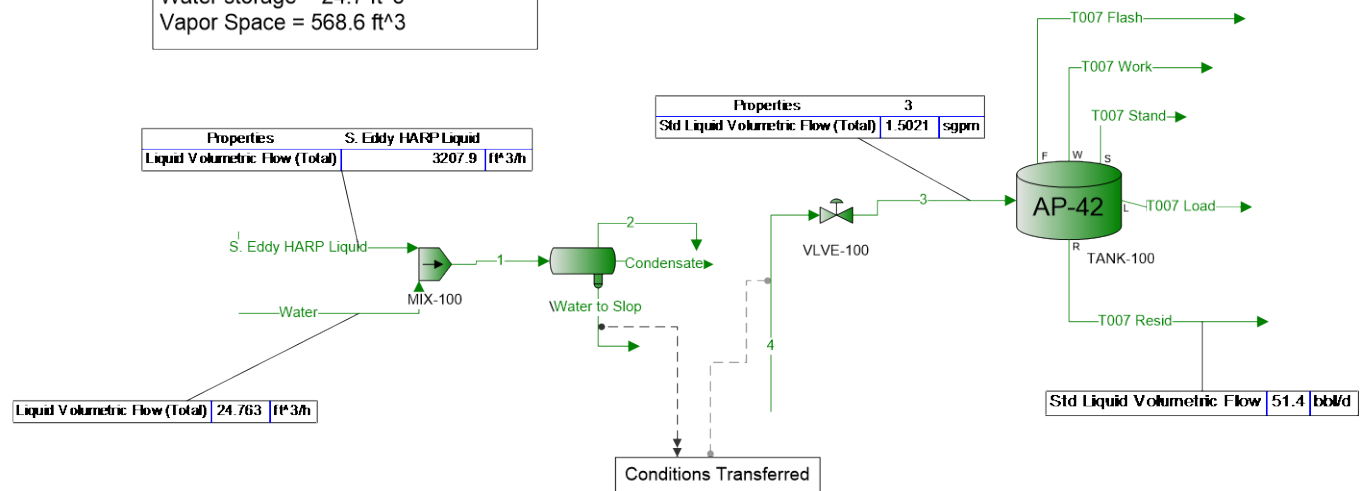 Vapor Space = 568.6 ft^3
T007 Flash
T007 Work
T007 Stand
F
W
S
AP-42
L
T007 Load
R
TANK-100
T007 Resid
Std Liquid Volumetric Flow 51.4 bbl/d
Properties 3
Std Liquid Volumetric Flow (Total) 1.5021 sgpm
3
VLVE-100
4
Properties S. Eddy HARP Liquid
Liquid Volumetric Flow (Total) 3207.9 ft^3/h
S. Eddy HARP Liquid
MIX-100
1
2
Condensate
Water to Slop
Water
Liquid Volumetric Flow (Total) 24.763 ft^3/h
Conditions Transferred